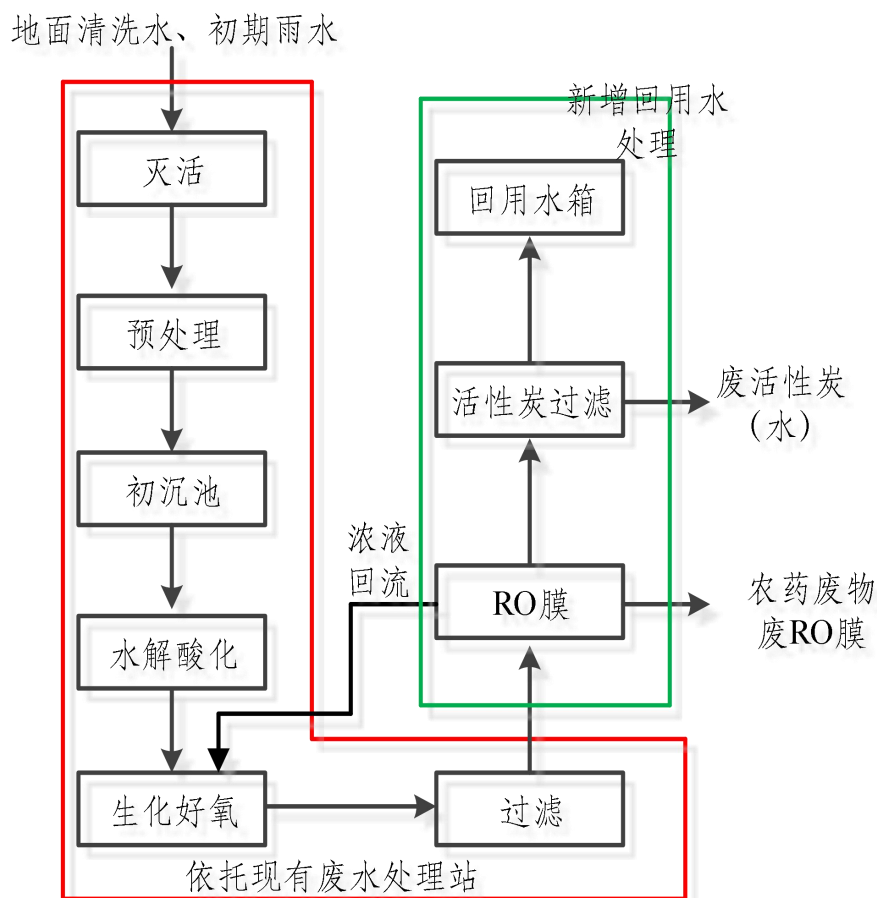 地面清洗水、初期雨水
灭活
预处理
初沉池
水解酸化
生化好氧
过滤
依托现有废水处理站
浓液
回流
RO膜
农药废物
废RO膜
活性炭过滤
废活性炭
（水）
回用水箱
新增回用水
处理